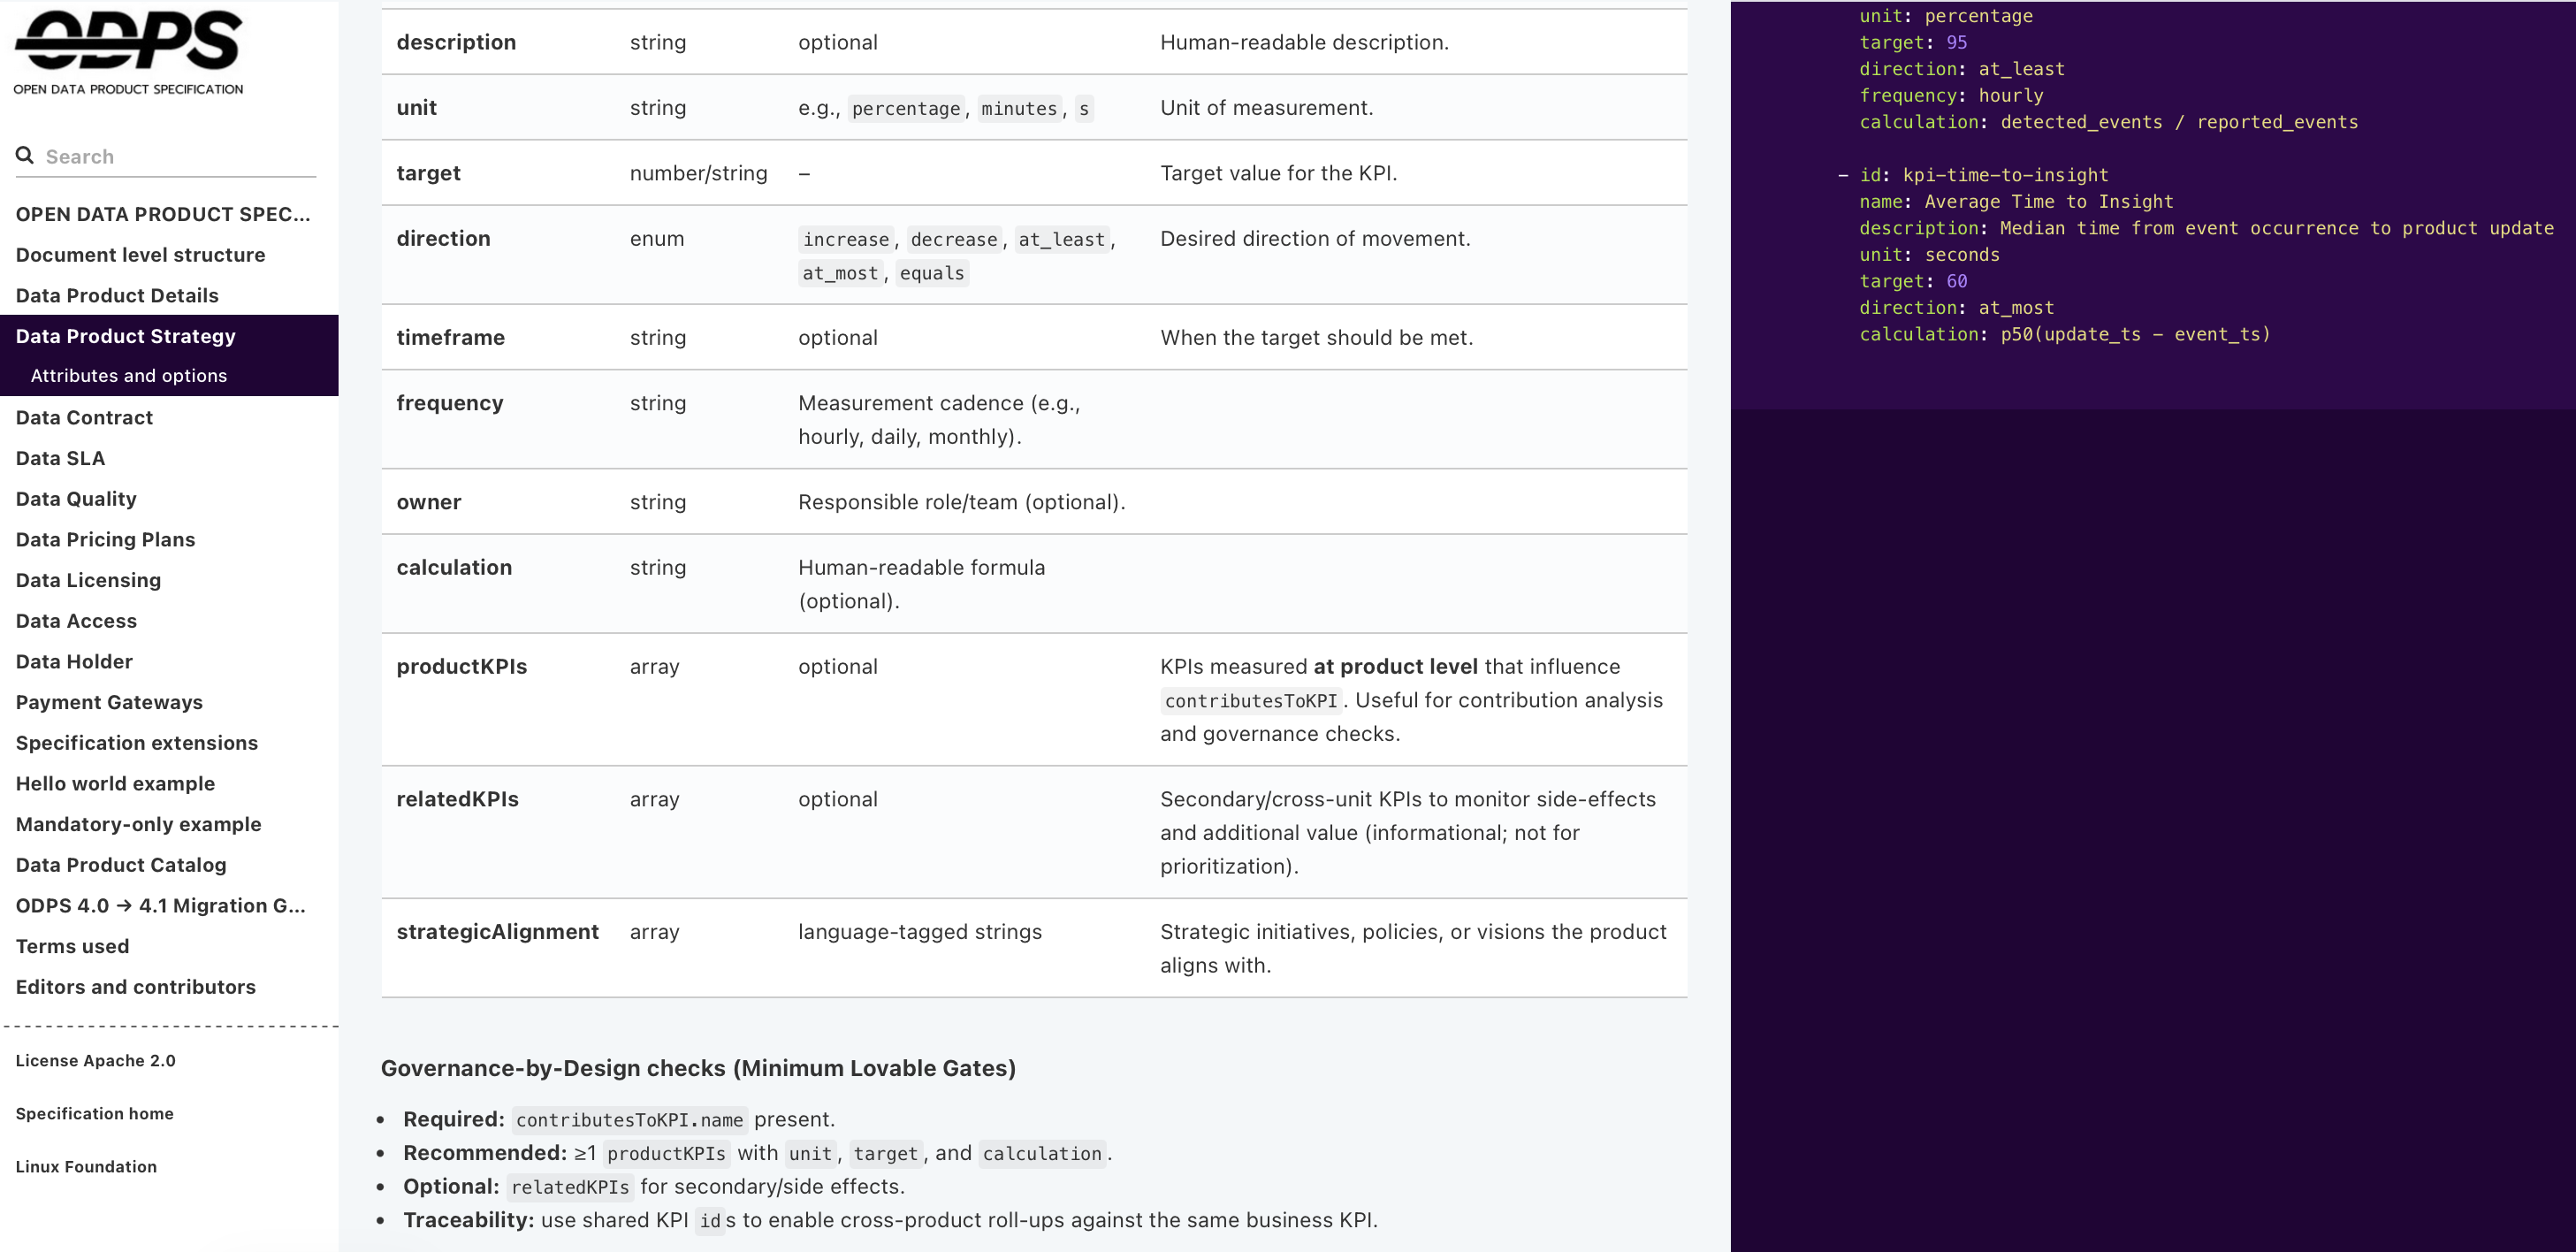 ODPS
OPEN DATA PRODUCT SPECIFICATION
Search
OPEN DATA PRODUCT SPEC...
Document level structure
Data Product Details
Data Product Strategy
Attributes and options
Data Contract
Data SLA
Data Quality
Data Pricing Plans
Data Licensing
Data Access
Data Holder
Payment Gateways
Specification extensions
Hello world example
Mandatory-only example
Data Product Catalog
ODPS 4.0 → 4.1 Migration G...
Terms used
Editors and contributors
License Apache 2.0
Specification home
Linux Foundation
description string optional Human-readable description.
unit string e.g., percentage, minutes, s Unit of measurement.
target number/string – Target value for the KPI.
direction enum increase, decrease, at_least, Desired direction of movement.
at_most, equals
timeframe string optional When the target should be met.
frequency string Measurement cadence (e.g.,
hourly, daily, monthly).
owner string Responsible role/team (optional).
calculation string Human-readable formula
(optional).
productKPIs array optional KPIs measured at product level that influence
contributesToKPI. Useful for contribution analysis
and governance checks.
relatedKPIs array optional Secondary/cross-unit KPIs to monitor side-effects
and additional value (informational; not for
prioritization).
strategicAlignment array language-tagged strings Strategic initiatives, policies, or visions the product
aligns with.
Governance-by-Design checks (Minimum Lovable Gates)
• Required: contributesToKPI.name present.
• Recommended: ≥1 productKPIs with unit, target, and calculation.
• Optional: relatedKPIs for secondary/side effects.
• Traceability: use shared KPI ids to enable cross-product roll-ups against the same business KPI.
unit: percentage
target: 95
direction: at_least
frequency: hourly
calculation: detected_events / reported_events
- id: kpi-time-to-insight
name: Average Time to Insight
description: Median time from event occurrence to product update
unit: seconds
target: 60
direction: at_most
calculation: p50(update_ts - event_ts)